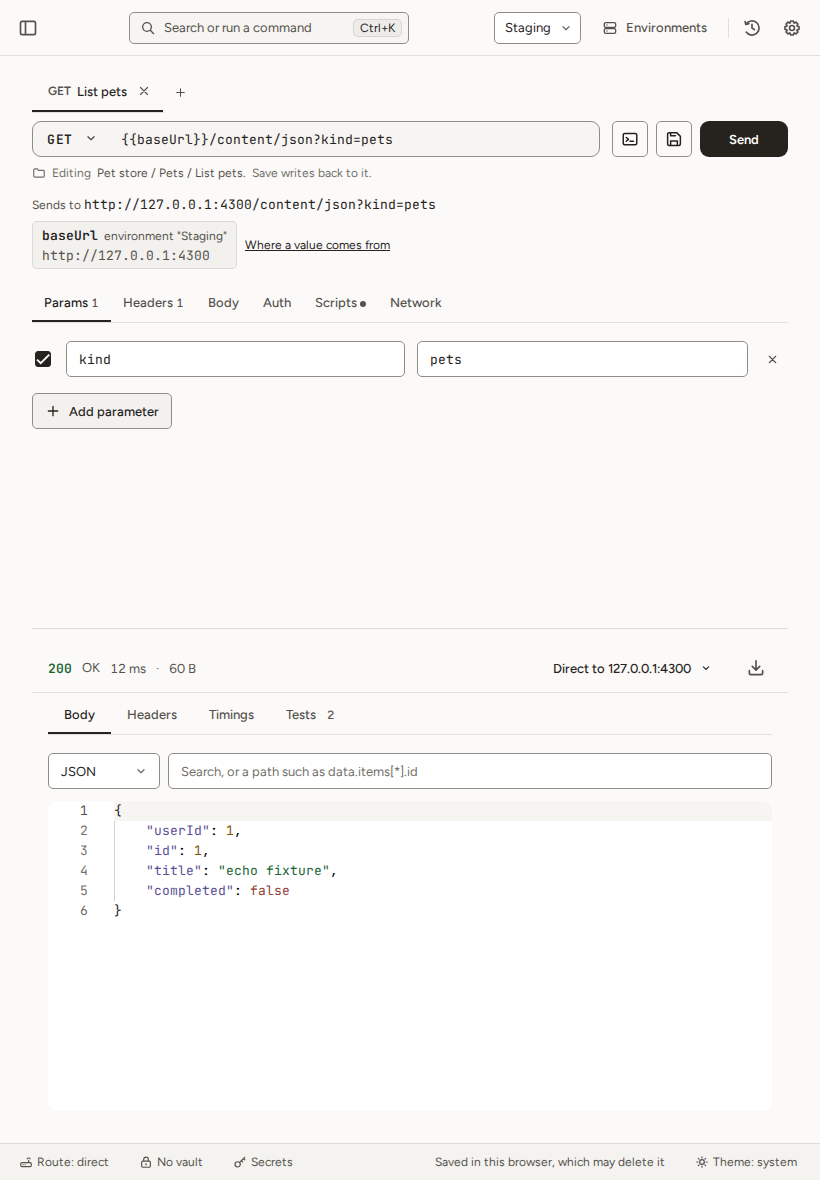 Search or run a command Ctrl+K Staging Environments
GET List pets
GET {{baseUrl}}/content/json?kind=pets Send
Editing Pet store / Pets / List pets. Save writes back to it.
Sends to http://127.0.0.1:4300/content/json?kind=pets
baseUrl environment "Staging"
http://127.0.0.1:4300
Where a value comes from
Params 1 Headers 1 Body Auth Scripts Network
kind pets
Add parameter
200 OK 12 ms · 60 B Direct to 127.0.0.1:4300
Body Headers Timings Tests 2
JSON Search, or a path such as data.items[*].id
1 {
2 "userId": 1,
3 "id": 1,
4 "title": "echo fixture",
5 "completed": false
6 }
Route: direct No vault Secrets Saved in this browser, which may delete it Theme: system